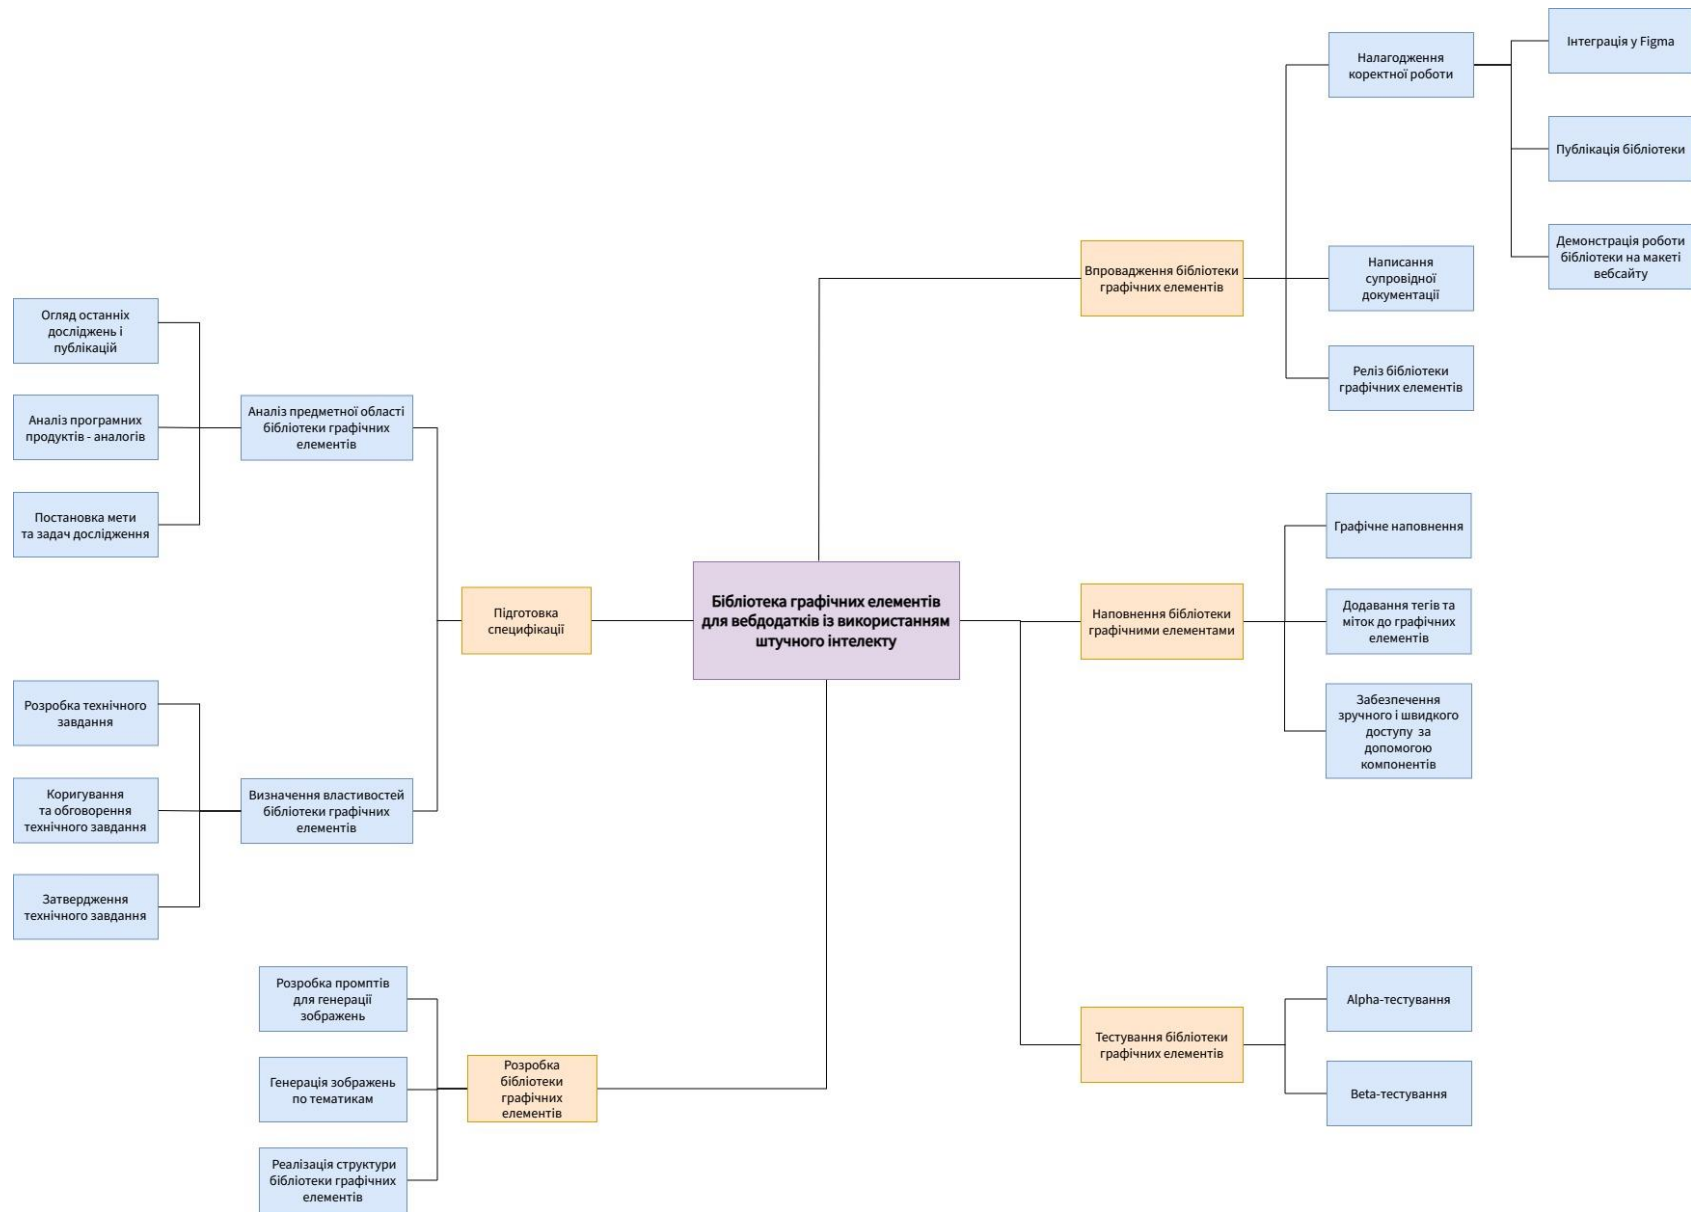 Інтеграція у Figma
Налагодження
коректної роботи
Публікація бібліотеки
Демонстрація роботи
бібліотеки на макеті
вебсайту
Впровадження бібліотеки
графічних елементів
Написання
супровідної
документації
Реліз бібліотеки
графічних елементів
Огляд останніх
досліджень і
публікацій
Аналіз програмних
продуктів - аналогів
Постановка мети
та задач дослідження
Аналіз предметної області
бібліотеки графічних
елементів
Підготовка
специфікації
Бібліотека графічних елементів
для вебдодатків із використанням
штучного інтелекту
Наповнення бібліотеки
графічними елементами
Графічне наповнення
Додавання тегів та
міток до графічних
елементів
Забезпечення
зручного і швидкого
доступу за
допомогою
компонентів
Розробка технічного
завдання
Коригування
та обговорення
технічного завдання
Затвердження
технічного завдання
Визначення властивостей
бібліотеки графічних
елементів
Розробка промптів
для генерації
зображень
Генерація зображень
по тематикам
Реалізація структури
бібліотеки графічних
елементів
Розробка
бібліотеки
графічних
елементів
Тестування бібліотеки
графічних елементів
Alpha-тестування
Beta-тестування